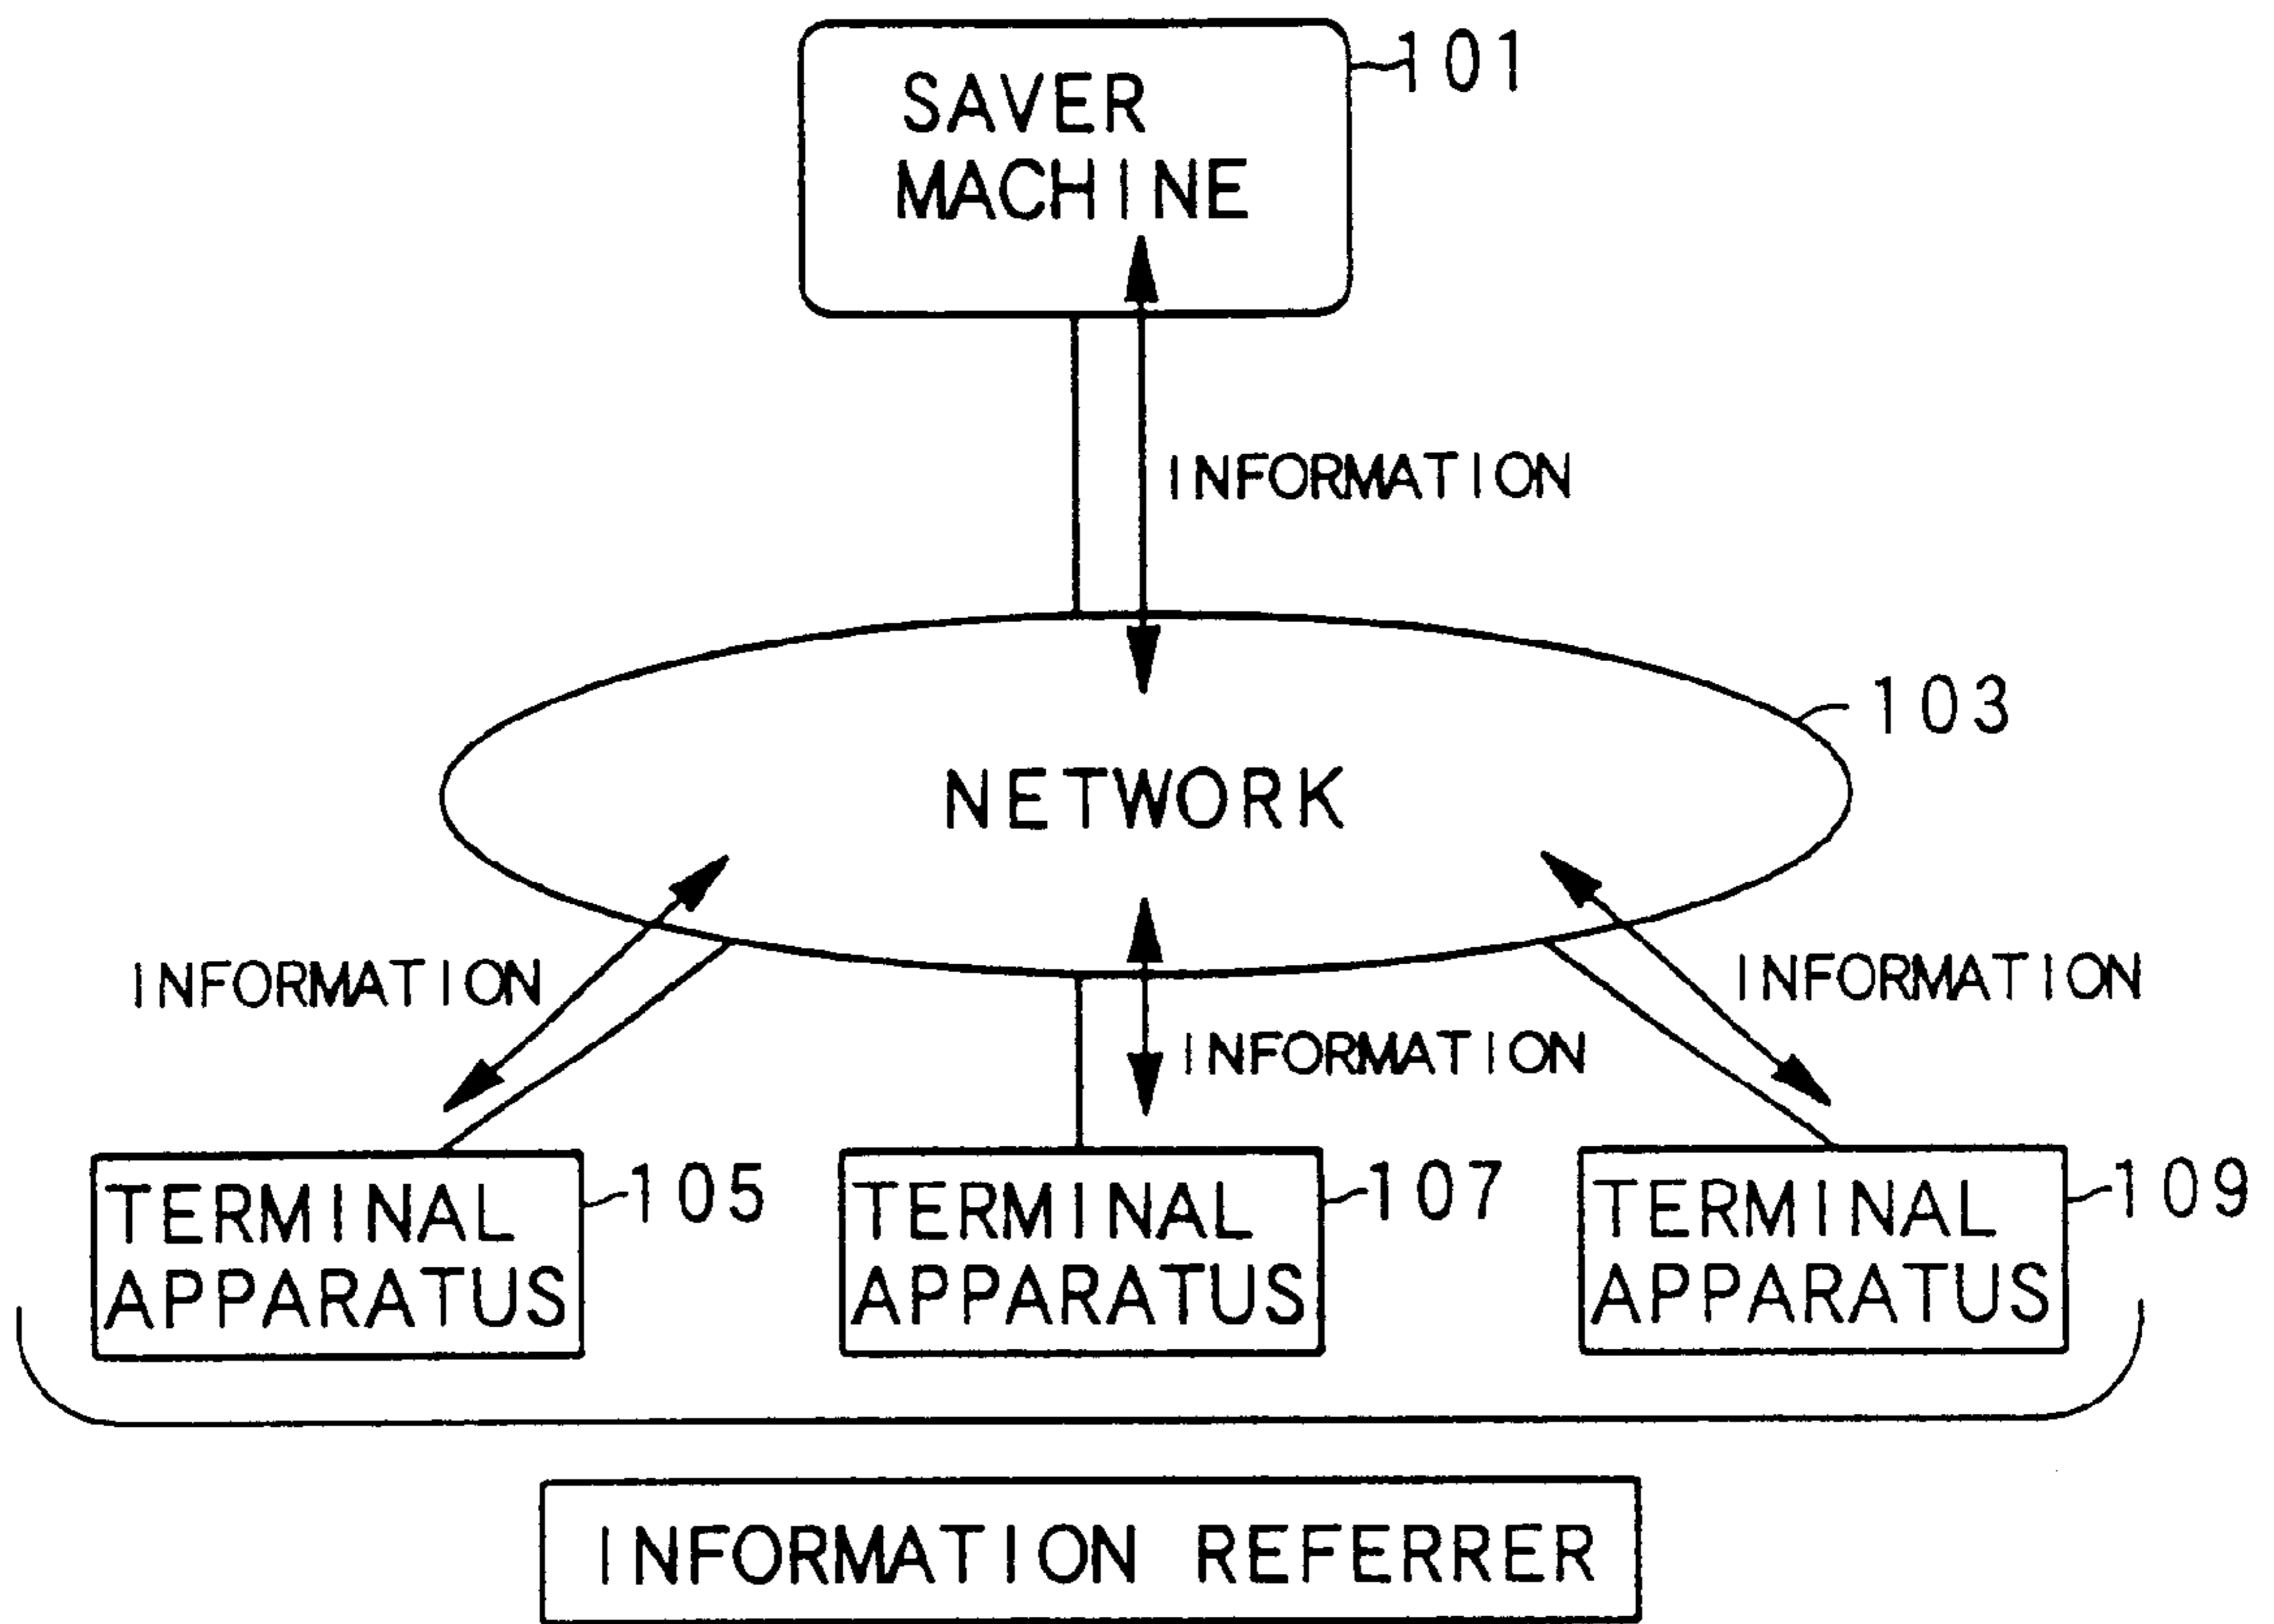 SAVER
MACHINE
101
INFORMATION
103
NETWORK
INFORMATION
INFORMATION
INFORMATION
TERMINAL
APPARATUS
105
TERMINAL
APPARATUS
107
TERMINAL
APPARATUS
109
INFORMATION REFERRER